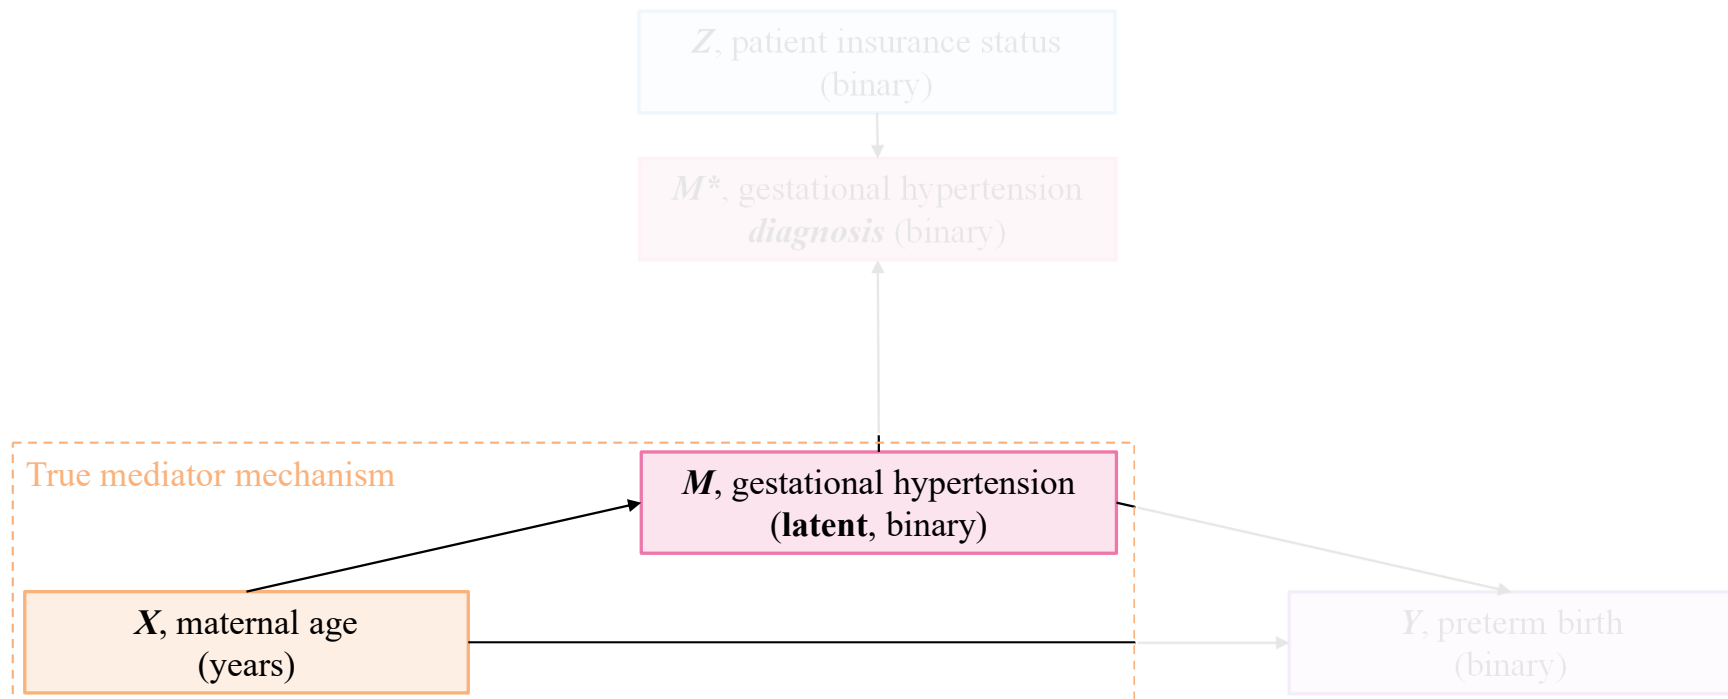 Z, patient insurance status
(binary)
M*, gestational hypertension
diagnosis (binary)
True mediator mechanism
M, gestational hypertension
(latent, binary)
X, maternal age
(years)
Y, preterm birth
(binary)